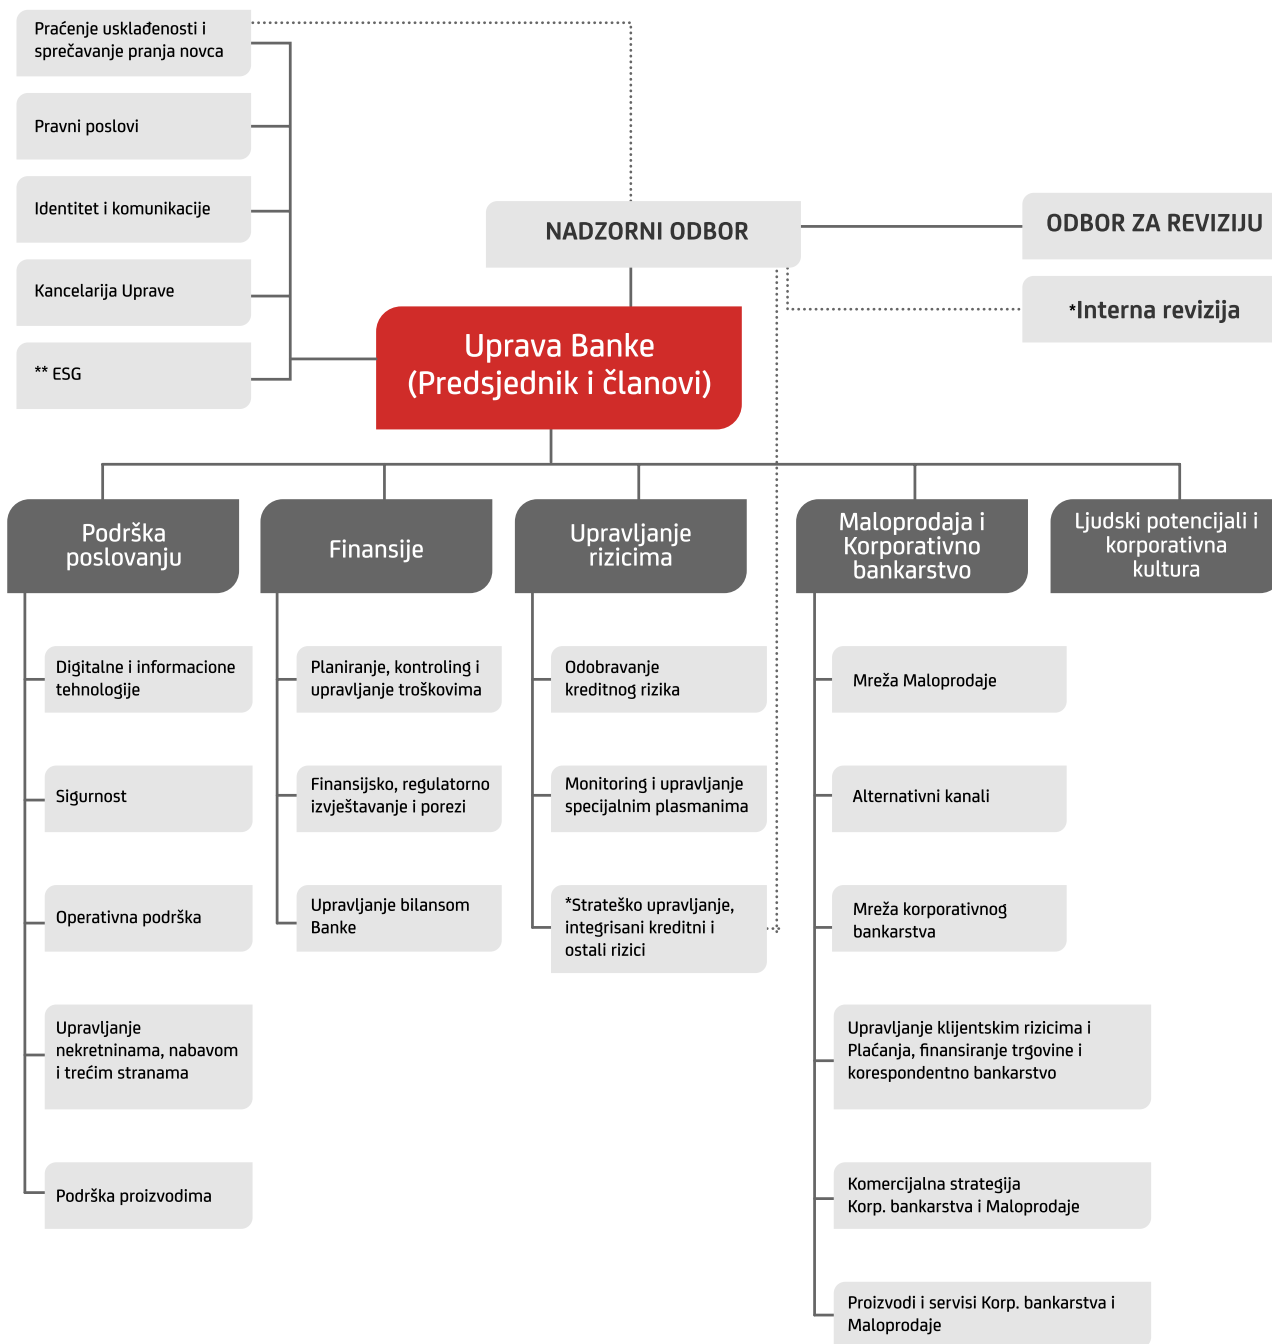 Praćenje usklađenosti i
sprečavanje pranja novca
Pravni poslovi
Identitet i komunikacije
Kancelarija Uprave
** ESG
NADZORNI ODBOR
ODBOR ZA REVIZIJU
*Interna revizija
Uprava Banke
(Predsjednik i članovi)
Podrška
poslovanju
Finansije
Upravljanje
rizicima
Maloprodaja i
Korporativno
bankarstvo
Ljudski potencijali i
korporativna
kultura
Digitalne i informacione
tehnologije
Sigurnost
Operativna podrška
Upravljanje
nekretninama, nabavom
i trećim stranama
Podrška proizvodima
Planiranje, kontroling i
upravljanje troškovima
Finansijsko, regulatorno
izvještavanje i porezi
Upravljanje bilansom
Banke
Odobravanje
kreditnog rizika
Monitoring i upravljanje
specijalnim plasmanima
*Strateško upravljanje,
integrisani kreditni i
ostali rizici
Mreža Maloprodaje
Alternativni kanali
Mreža korporativnog
bankarstva
Upravljanje klijentskim rizicima i
Plaćanja, finansiranje trgovine i
korespondentno bankarstvo
Komercijalna strategija
Korp. bankarstva i Maloprodaje
Proizvodi i servisi Korp. bankarstva i
Maloprodaje